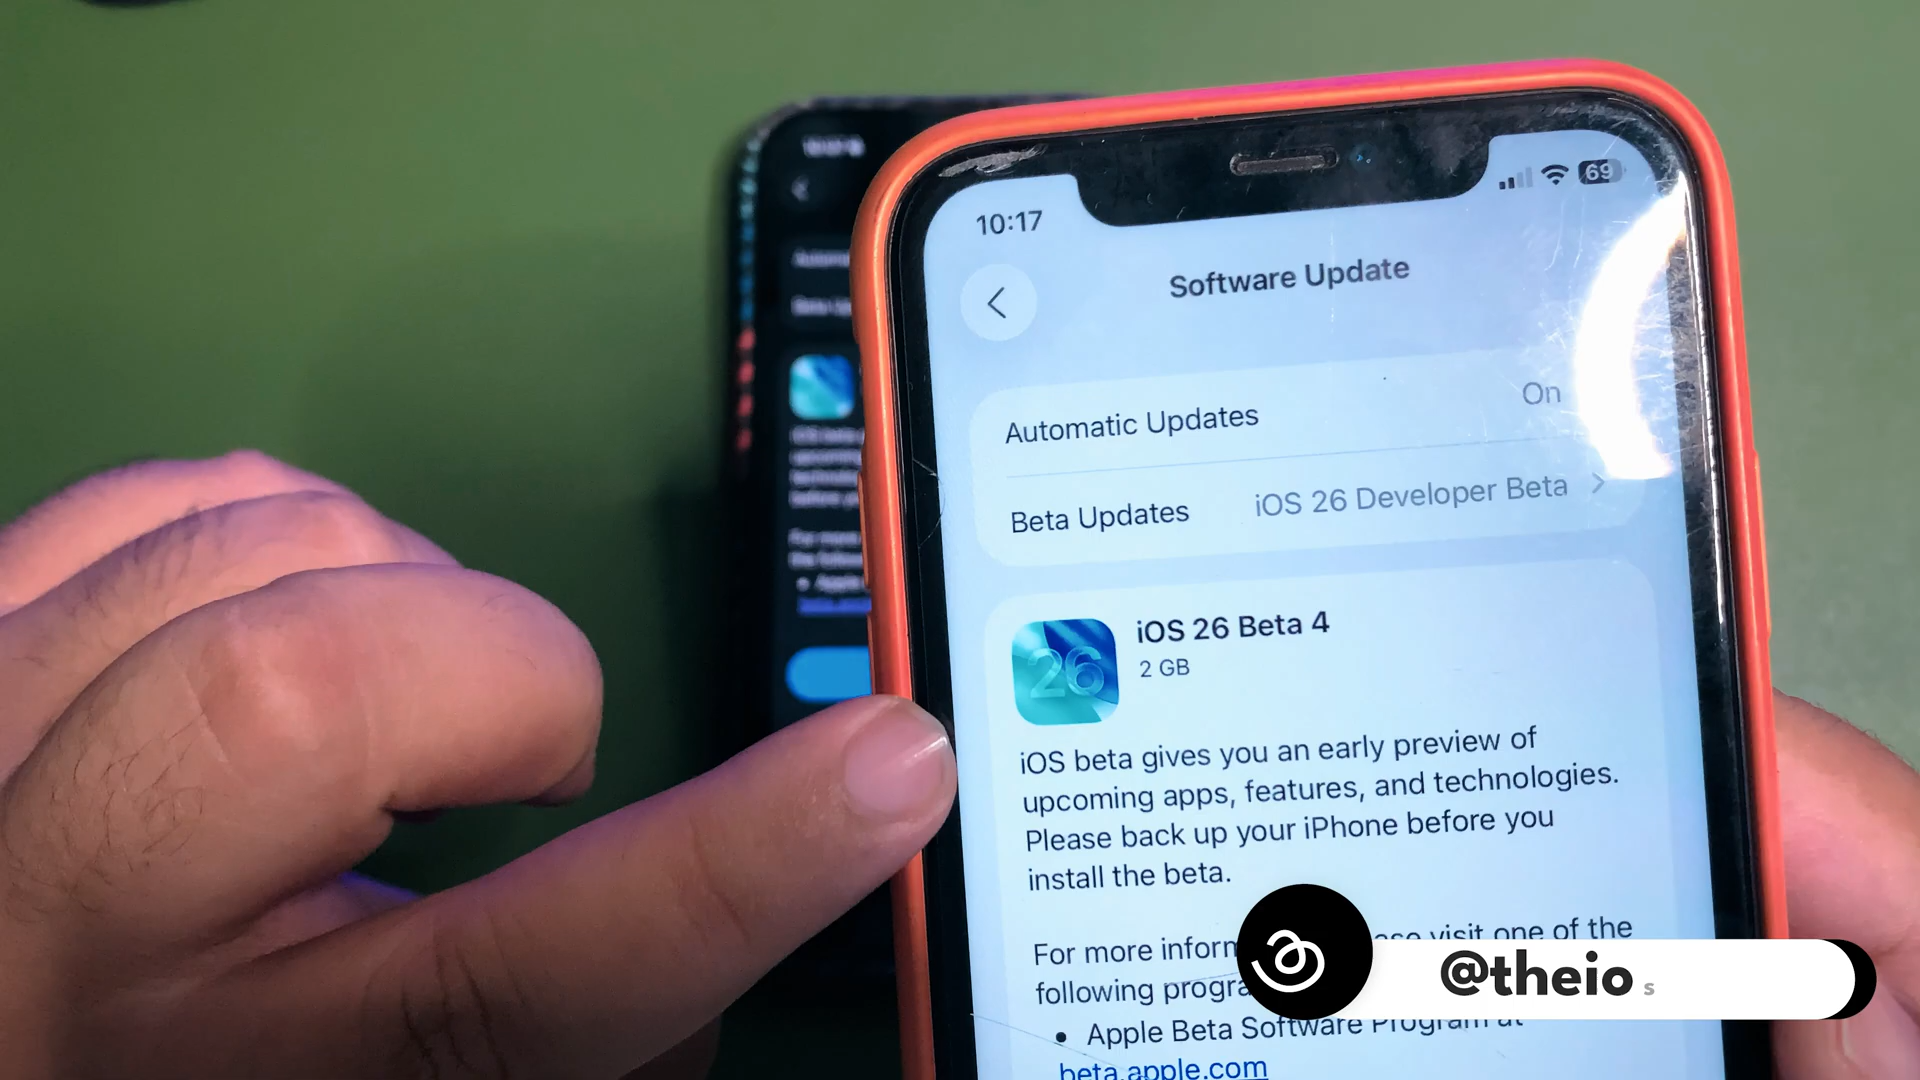 10:17
69
Software Update
Automatic Updates
On
Beta Updates
iOS 26 Developer Beta
26
iOS 26 Beta 4
2 GB
iOS beta gives you an early preview of
upcoming apps, features, and technologies.
Please back up your iPhone before you
install the beta.
For more visit one of the
following
Apple Beta Software Program at
beta.apple.com
@theios